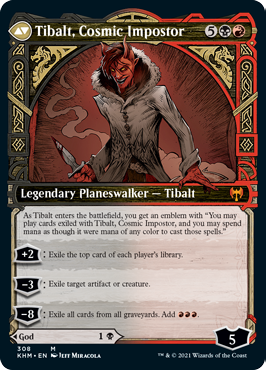 Tibalt, Cosmic Impostor 5
Legendary Planeswalker — Tibalt
As Tibalt enters the battlefield, you get an emblem with "You may
play cards exiled with Tibalt, Cosmic Impostor, and you may spend
mana as though it were mana of any color to cast those spells."
+2 : Exile the top card of each player's library.
−3 : Exile target artifact or creature.
−8 : Exile all cards from all graveyards. Add
God 1
5
308 M
KHM • EN Jeff Miracola
™ & © 2021 Wizards of the Coast